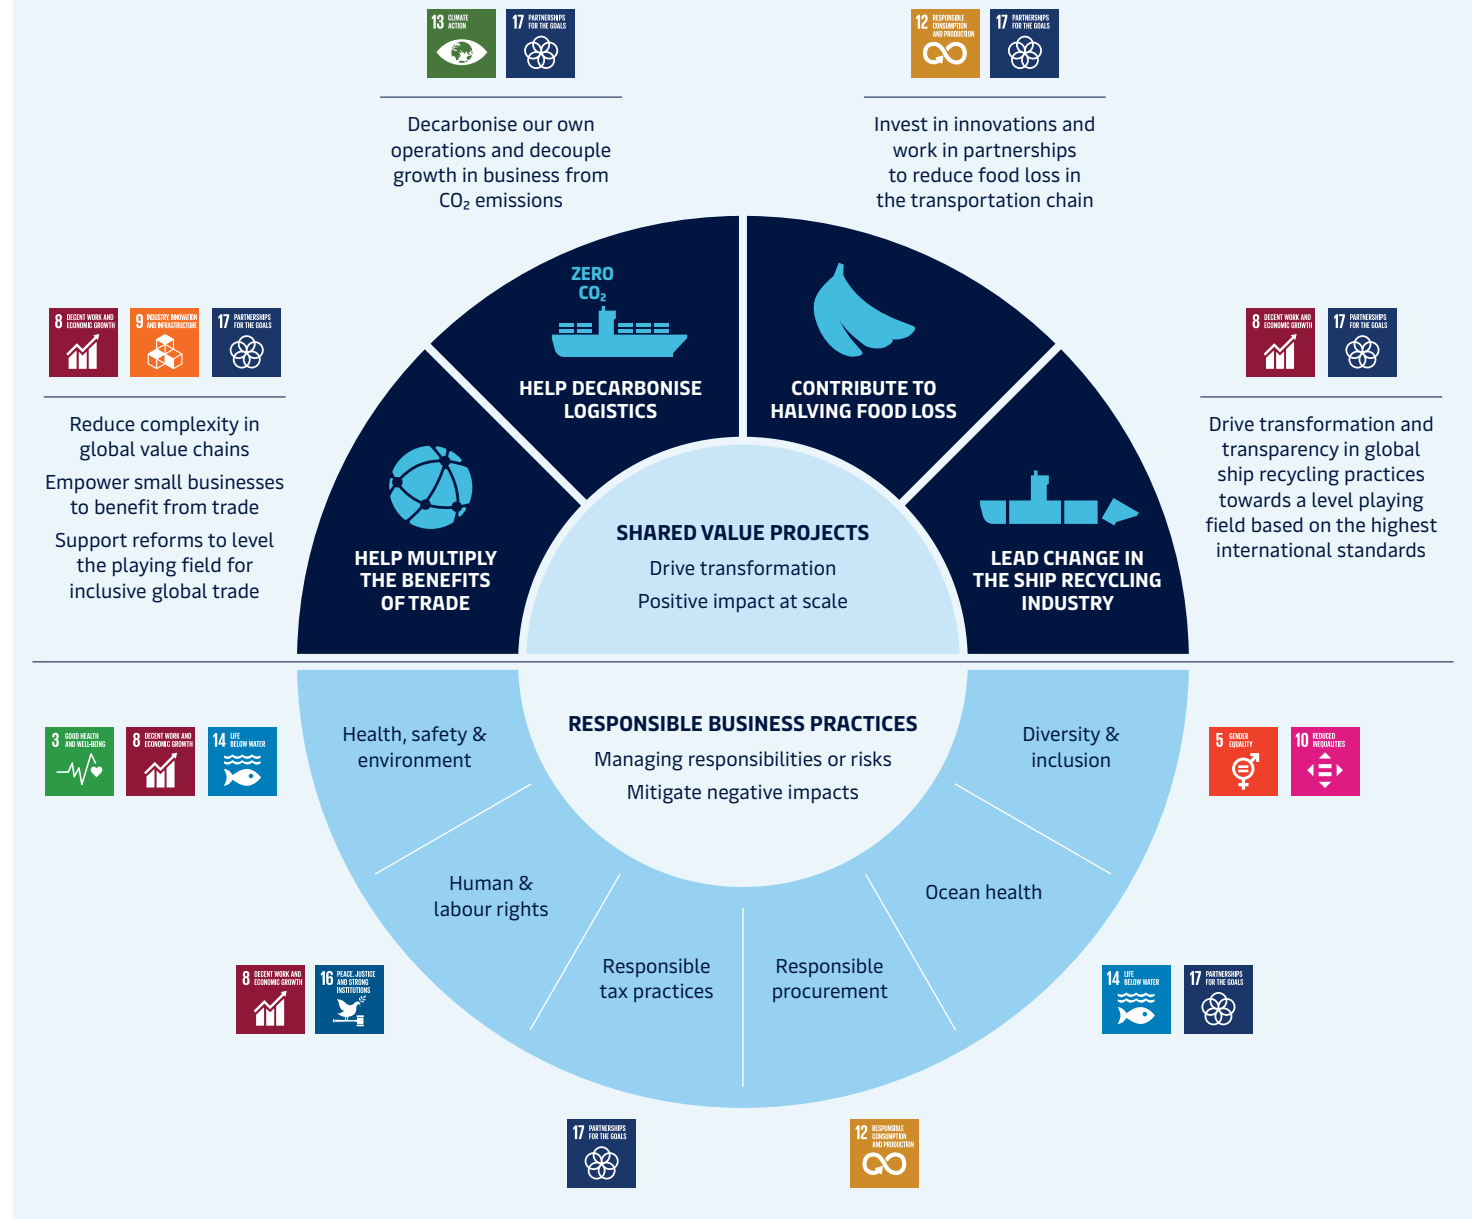 13 CLIMATE
ACTION
17 PARTNERSHIPS
FOR THE GOALS
Decarbonise our own
operations and decouple
growth in business from
CO₂ emissions
12 RESPONSIBLE
CONSUMPTION
AND PRODUCTION
17 PARTNERSHIPS
FOR THE GOALS
Invest in innovations and
work in partnerships
to reduce food loss in
the transportation chain
8 DECENT WORK AND
ECONOMIC GROWTH
9 INDUSTRY, INNOVATION
AND INFRASTRUCTURE
17 PARTNERSHIPS
FOR THE GOALS
Reduce complexity in
global value chains
Empower small businesses
to benefit from trade
Support reforms to level
the playing field for
inclusive global trade
HELP MULTIPLY
THE BENEFITS
OF TRADE
ZERO
CO₂
HELP DECARBONISE
LOGISTICS
CONTRIBUTE TO
HALVING FOOD LOSS
LEAD CHANGE IN
THE SHIP RECYCLING
INDUSTRY
8 DECENT WORK AND
ECONOMIC GROWTH
17 PARTNERSHIPS
FOR THE GOALS
Drive transformation and
transparency in global
ship recycling practices
towards a level playing
field based on the highest
international standards
SHARED VALUE PROJECTS
Drive transformation
Positive impact at scale
RESPONSIBLE BUSINESS PRACTICES
Managing responsibilities or risks
Mitigate negative impacts
3 GOOD HEALTH
AND WELL-BEING
8 DECENT WORK AND
ECONOMIC GROWTH
14 LIFE
BELOW WATER
Health, safety &
environment
Diversity &
inclusion
5 GENDER
EQUALITY
10 REDUCED
INEQUALITIES
Human &
labour rights
Ocean health
8 DECENT WORK AND
ECONOMIC GROWTH
16 PEACE, JUSTICE
AND STRONG
INSTITUTIONS
Responsible
tax practices
Responsible
procurement
14 LIFE
BELOW WATER
17 PARTNERSHIPS
FOR THE GOALS
17 PARTNERSHIPS
FOR THE GOALS
12 RESPONSIBLE
CONSUMPTION
AND PRODUCTION